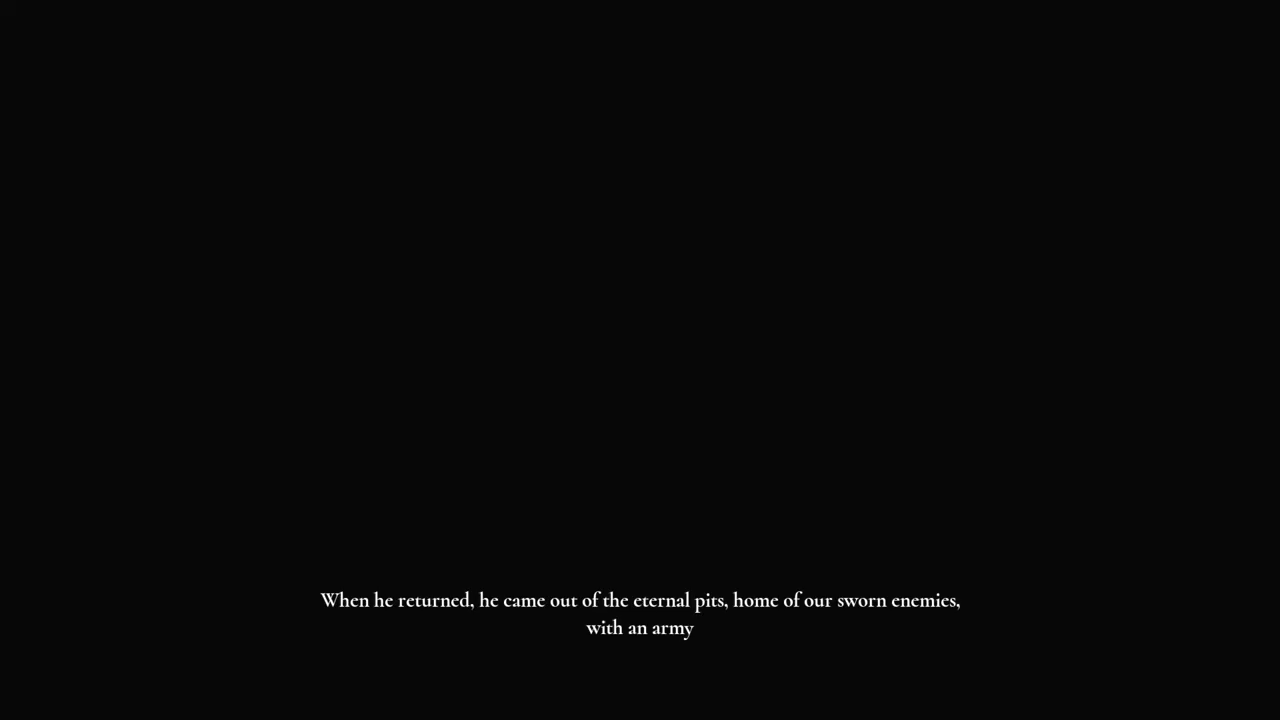 When he returned, he came out of the eternal pits, home of our sworn enemies,
with an army